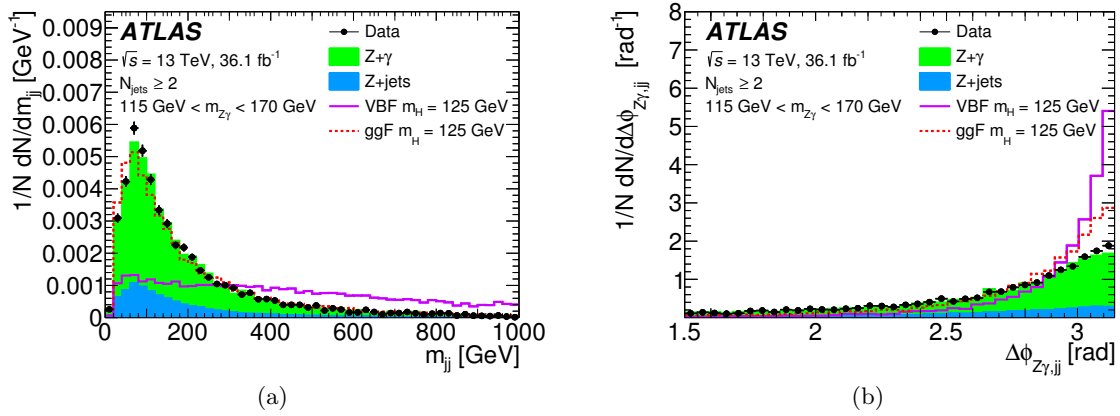 1/N dN/dm_jj [GeV⁻¹]
0.009
0.008
0.007
0.006
0.005
0.004
0.003
0.002
0.001
0
ATLAS
√s = 13 TeV, 36.1 fb⁻¹
N_jets ≥ 2
115 GeV < m_Zγ < 170 GeV
Data
Z+γ
Z+jets
VBF m_H = 125 GeV
ggF m_H = 125 GeV
0 200 400 600 800 1000
m_jj [GeV]
(a)
1/N dN/dΔϕ_Zγ,jj [rad⁻¹]
8
7
6
5
4
3
2
1
ATLAS
√s = 13 TeV, 36.1 fb⁻¹
N_jets ≥ 2
115 GeV < m_Zγ < 170 GeV
Data
Z+γ
Z+jets
VBF m_H = 125 GeV
ggF m_H = 125 GeV
1.5 2 2.5 3
Δϕ_Zγ,jj [rad]
(b)